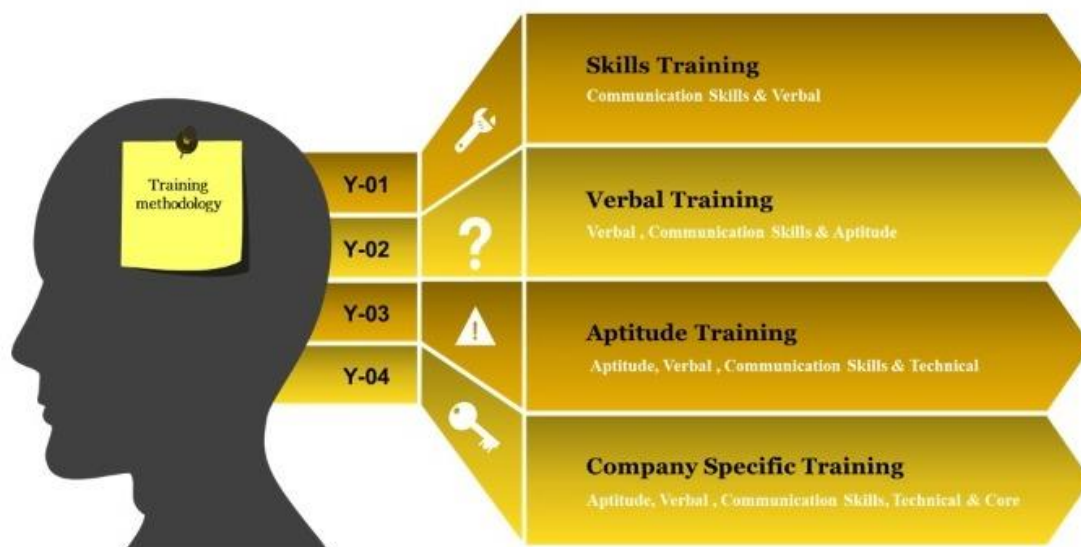 Training
methodology
Y-01
Skills Training
Communication Skills & Verbal
Y-02
Verbal Training
Verbal , Communication Skills & Aptitude
Y-03
Aptitude Training
Aptitude, Verbal , Communication Skills & Technical
Y-04
Company Specific Training
Aptitude, Verbal , Communication Skills, Technical & Core